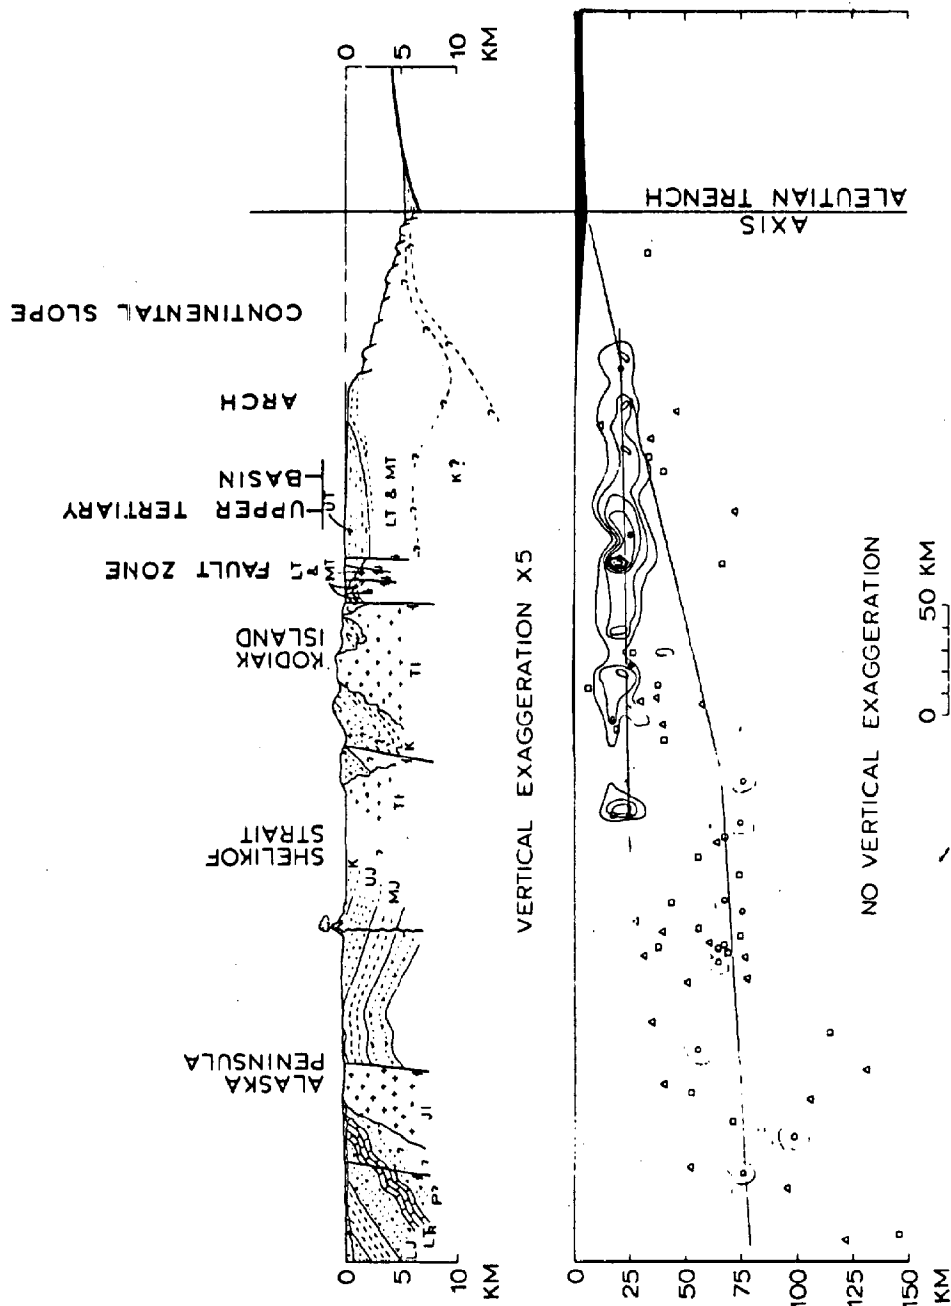 ALASKA
PENINSULA
SHELIKOF
STRAIT
KODIAK
ISLAND
FAULT ZONE
UPPER TERTIARY
BASIN
ARCH
CONTINENTAL SLOPE
0
5
10
KM
0
5
10
KM
LJ
P?
?
JI
K
UJ
?
MJ
TI
K
TI
&
MT
UT
LT & MT
?
?
K?
?
?
?
?
VERTICAL EXAGGERATION X5
AXIS
ALEUTIAN TRENCH
0
25
50
75
100
125
150
KM
NO VERTICAL EXAGGERATION
0
50 KM